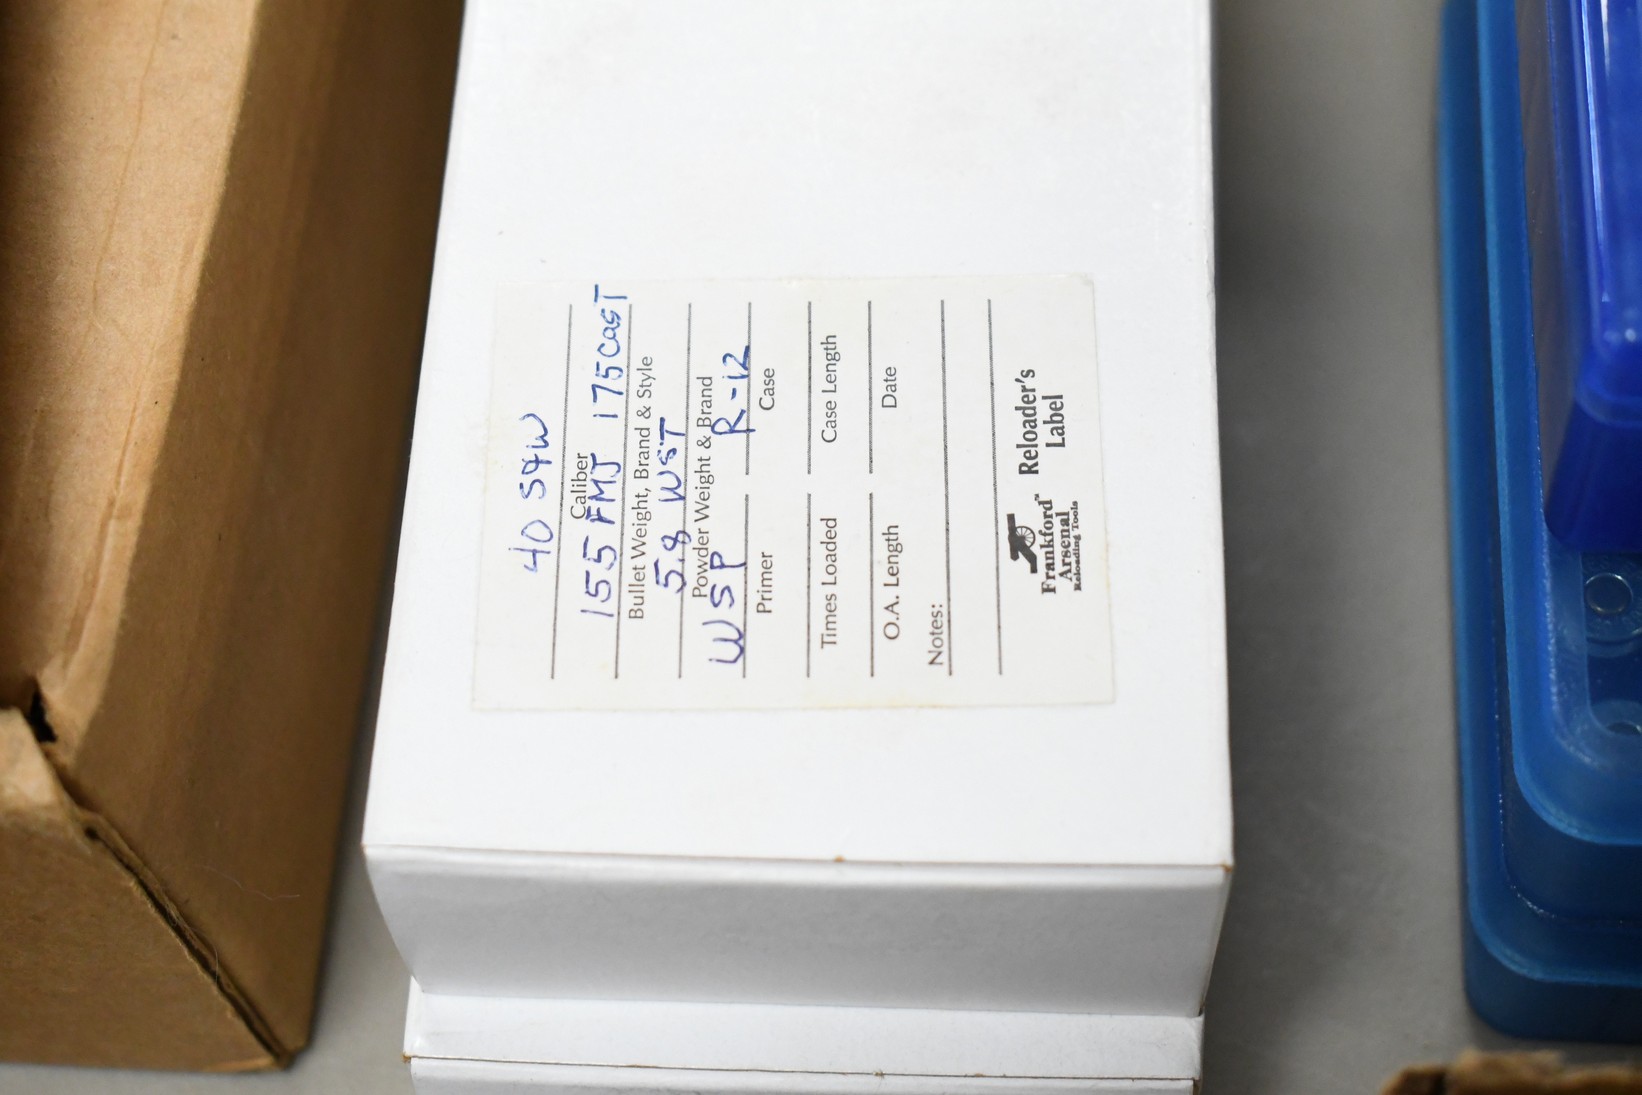 40 S&W
Caliber
155 FMJ 175 CAST
Bullet Weight, Brand & Style
5.8 WST
Powder Weight & Brand
WSP R-12
Primer Case
Times Loaded Case Length
O.A. Length Date
Notes:
Frankford™ Arsenal
Reloading Tools
Reloader's
Label